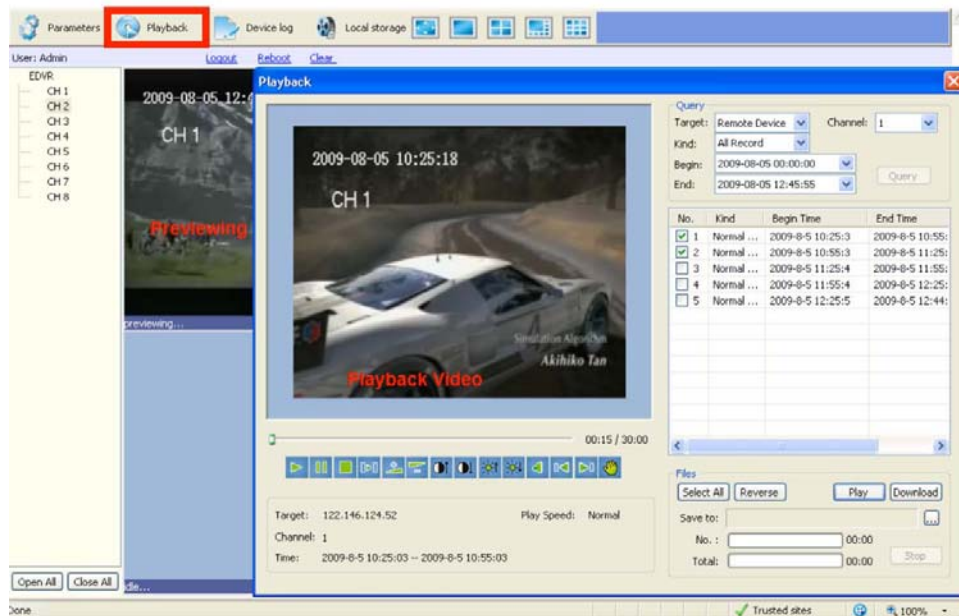 Parameters Playback Device log Local storage
User: Admin Logout Reboot Clear
EDVR
CH 1
CH 2
CH 3
CH 4
CH 5
CH 6
CH 7
CH 8
2009-08-05 12:
CH 1
Previewing
previewing...
Playback
2009-08-05 10:25:18
CH 1
Simulation Algorithm
Akihiko Tan
Playback Video
00:15 / 30:00
Target: 122.146.124.52 Play Speed: Normal
Channel: 1
Time: 2009-8-5 10:25:03 -- 2009-8-5 10:55:03
Query
Target: Remote Device Channel: 1
Kind: All Record
Begin: 2009-08-05 00:00:00
End: 2009-08-05 12:45:55 Query
No. Kind Begin Time End Time
1 Normal ... 2009-8-5 10:25:3 2009-8-5 10:55:
2 Normal ... 2009-8-5 10:55:3 2009-8-5 11:25:
3 Normal ... 2009-8-5 11:25:4 2009-8-5 11:55:
4 Normal ... 2009-8-5 11:55:4 2009-8-5 12:25:
5 Normal ... 2009-8-5 12:25:5 2009-8-5 12:44:
Files
Select All Reverse Play Download
Save to: ...
No. : 00:00
Total: 00:00 Stop
Open All Close All
Done Trusted sites 100%